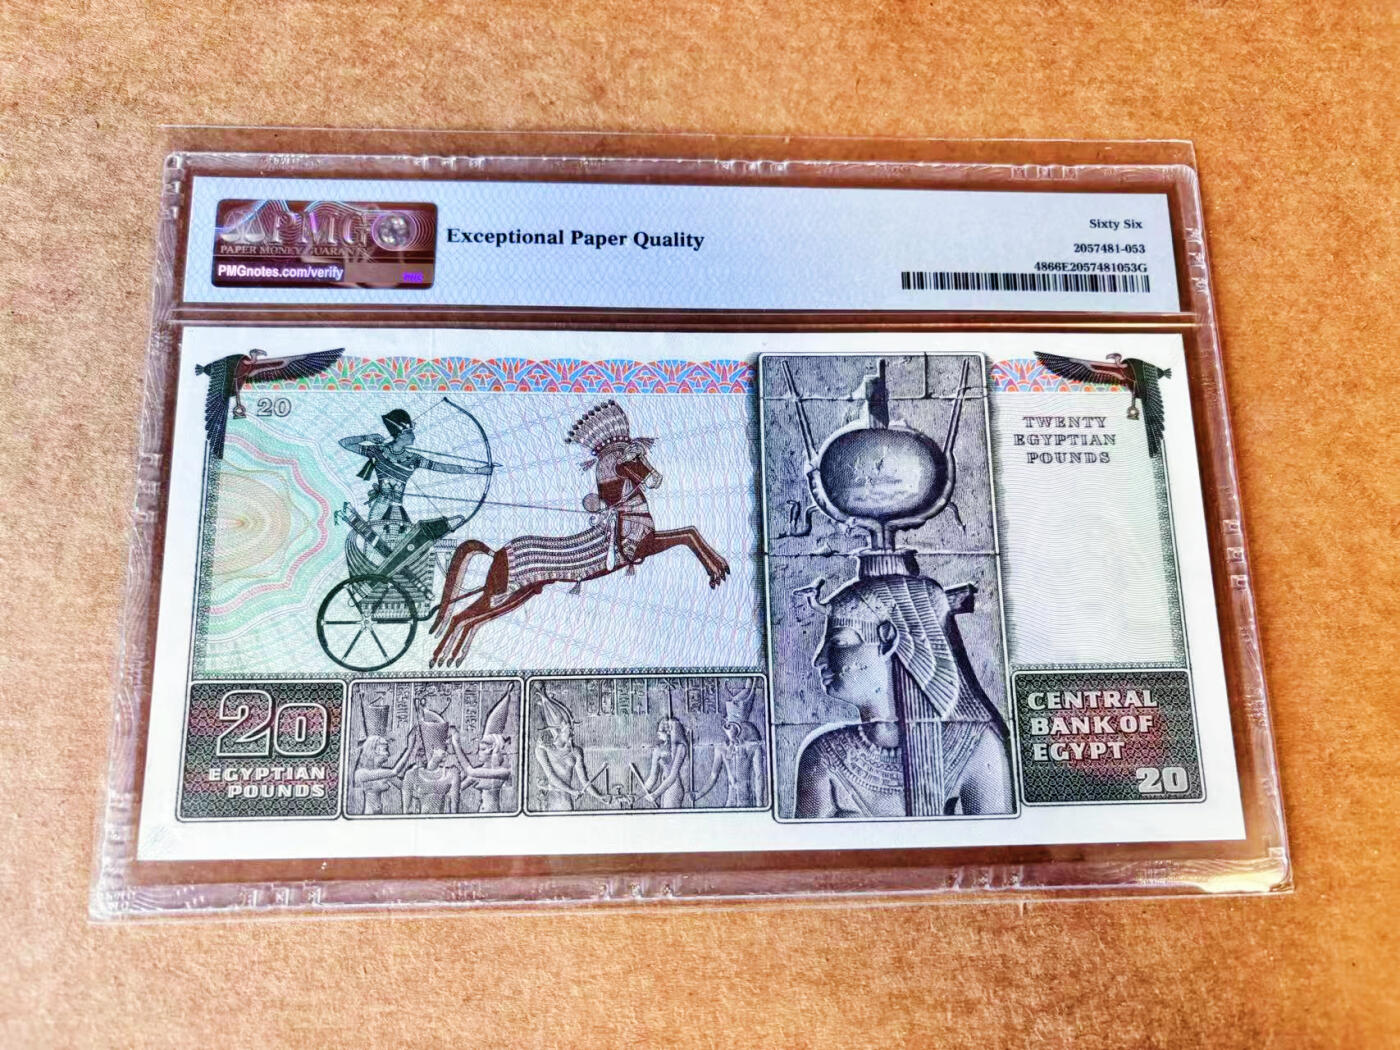 PMG
PAPER MONEY GUARANTY
PMGnotes.com/verify
Exceptional Paper Quality
Sixty Six
2057481-053
4866E2057481053G
20
TWENTY
EGYPTIAN
POUNDS
20
EGYPTIAN
POUNDS
CENTRAL
BANK OF
EGYPT
20